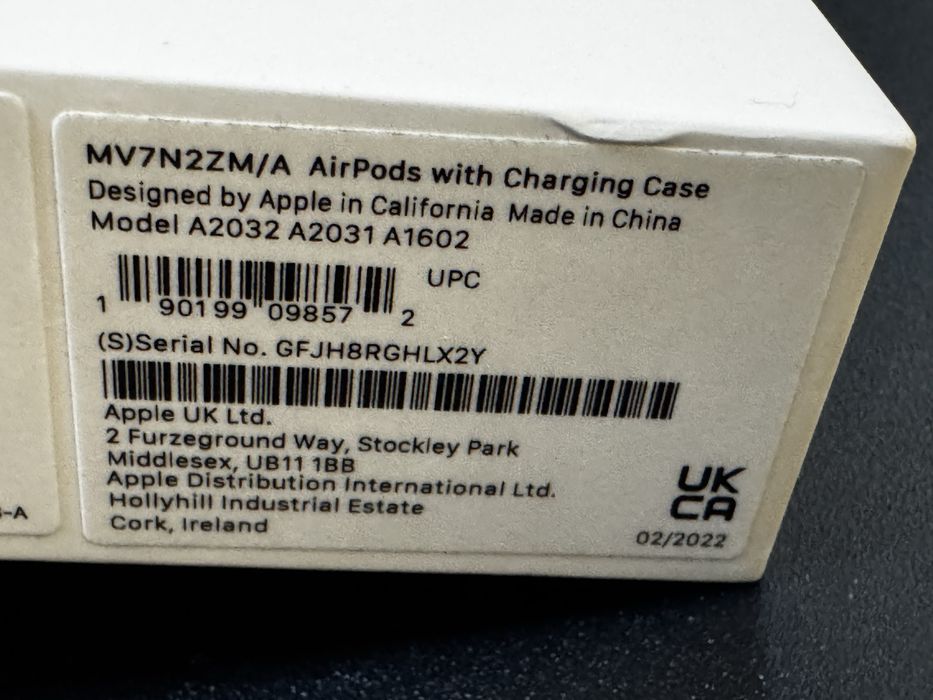 MV7N2ZM/A AirPods with Charging Case
Designed by Apple in California Made in China
Model A2032 A2031 A1602
UPC
1 90199 09857 2
(S)Serial No. GFJH8RGHLX2Y
Apple UK Ltd.
2 Furzeground Way, Stockley Park
Middlesex, UB11 1BB
Apple Distribution International Ltd.
Hollyhill Industrial Estate
Cork, Ireland
UK
CA
02/2022
-A